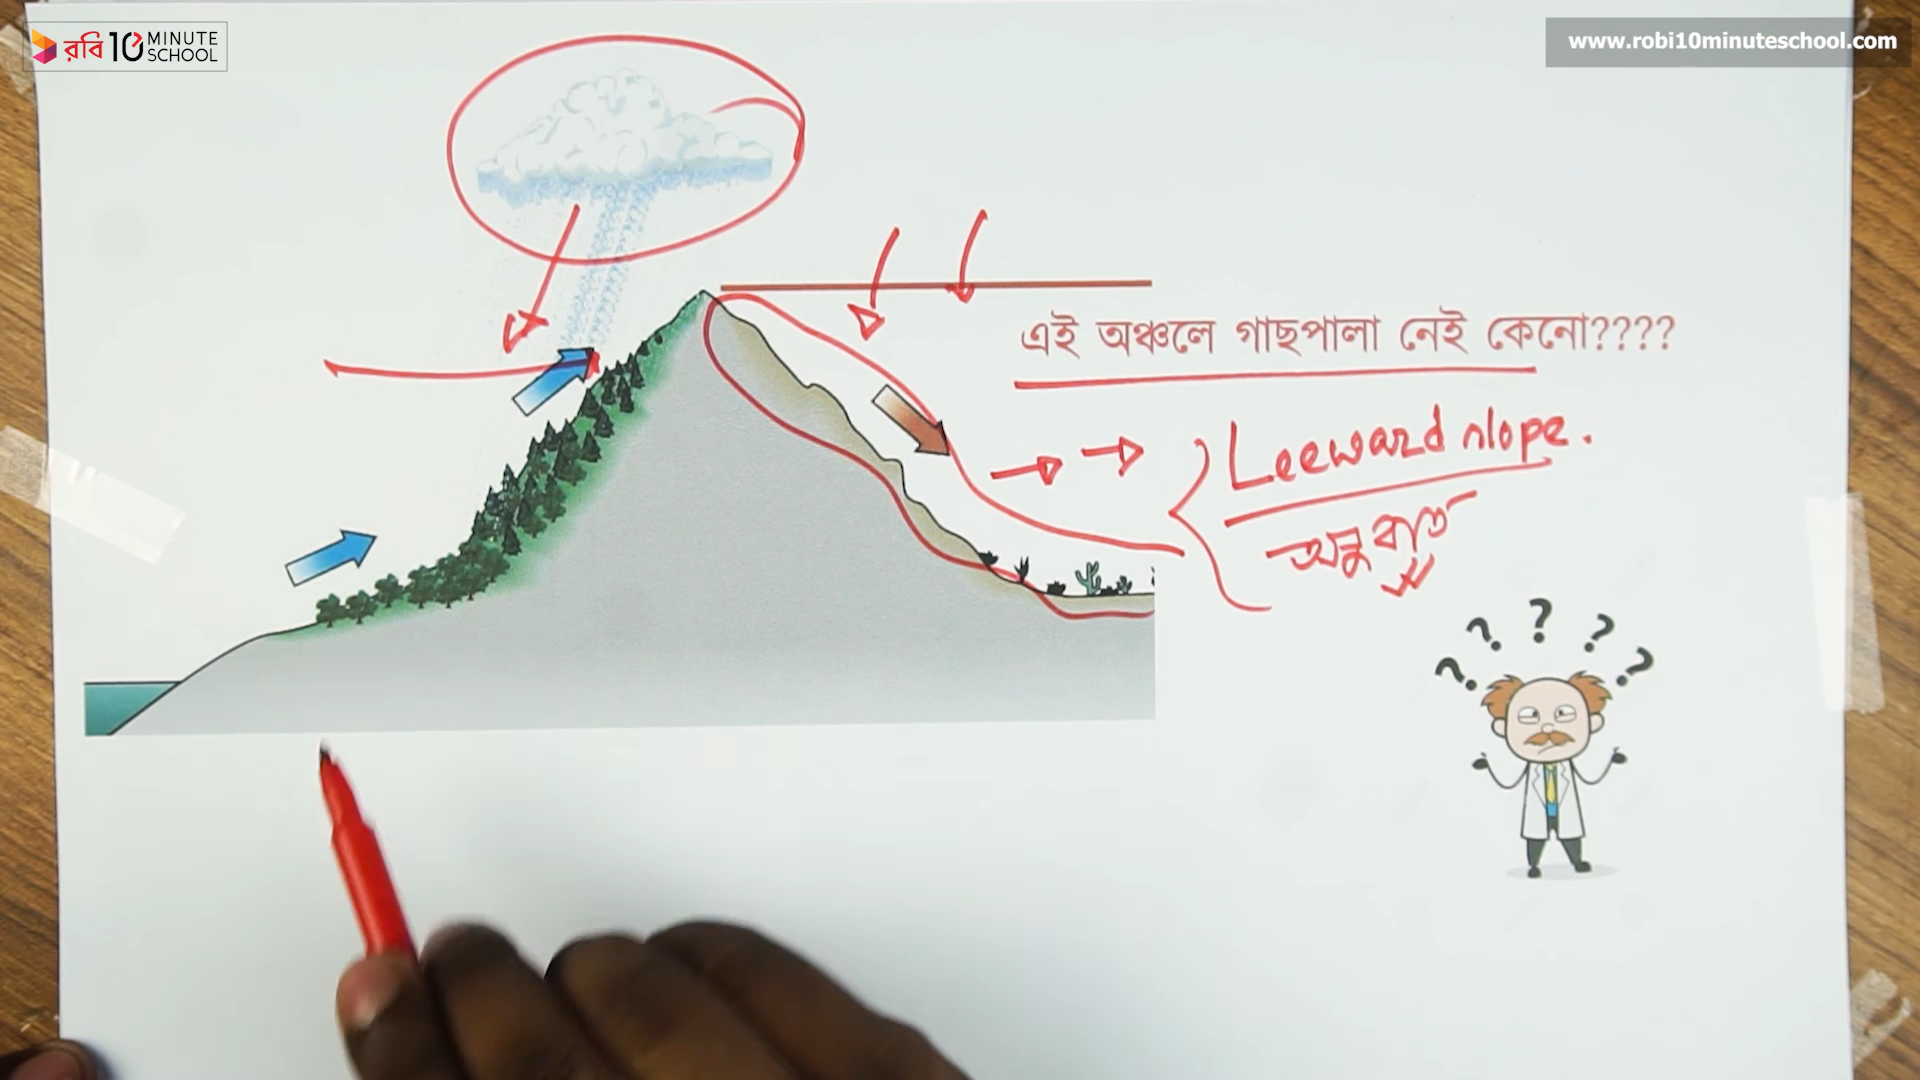 রবি 10 MINUTE SCHOOL
www.robi10minuteschool.com
এই অঞ্চলে গাছপালা নেই কেনো????
Leeward slope.
অনুবাত
? ? ? ? ?